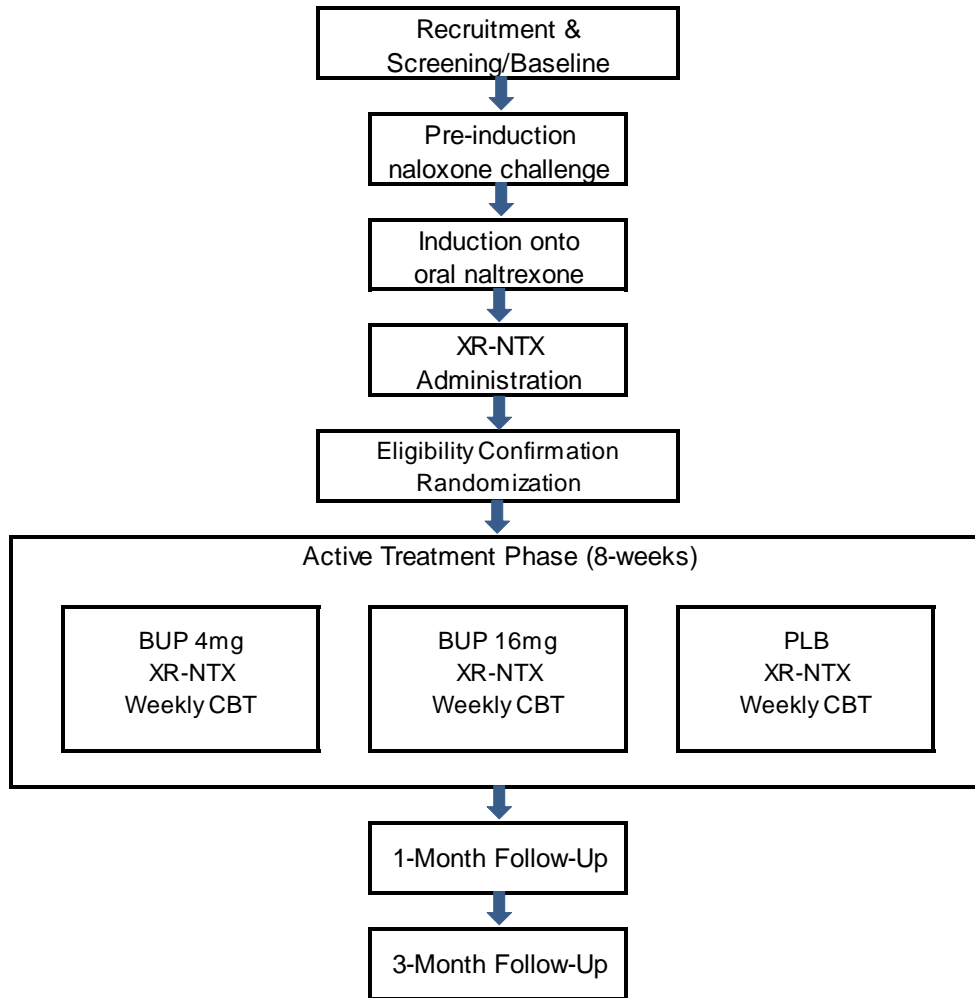 Recruitment &
Screening/Baseline
Pre-induction
naloxone challenge
Induction onto
oral naltrexone
XR-NTX
Administration
Eligibility Confirmation
Randomization
Active Treatment Phase (8-weeks)
BUP 4mg
XR-NTX
Weekly CBT
BUP 16mg
XR-NTX
Weekly CBT
PLB
XR-NTX
Weekly CBT
1-Month Follow-Up
3-Month Follow-Up